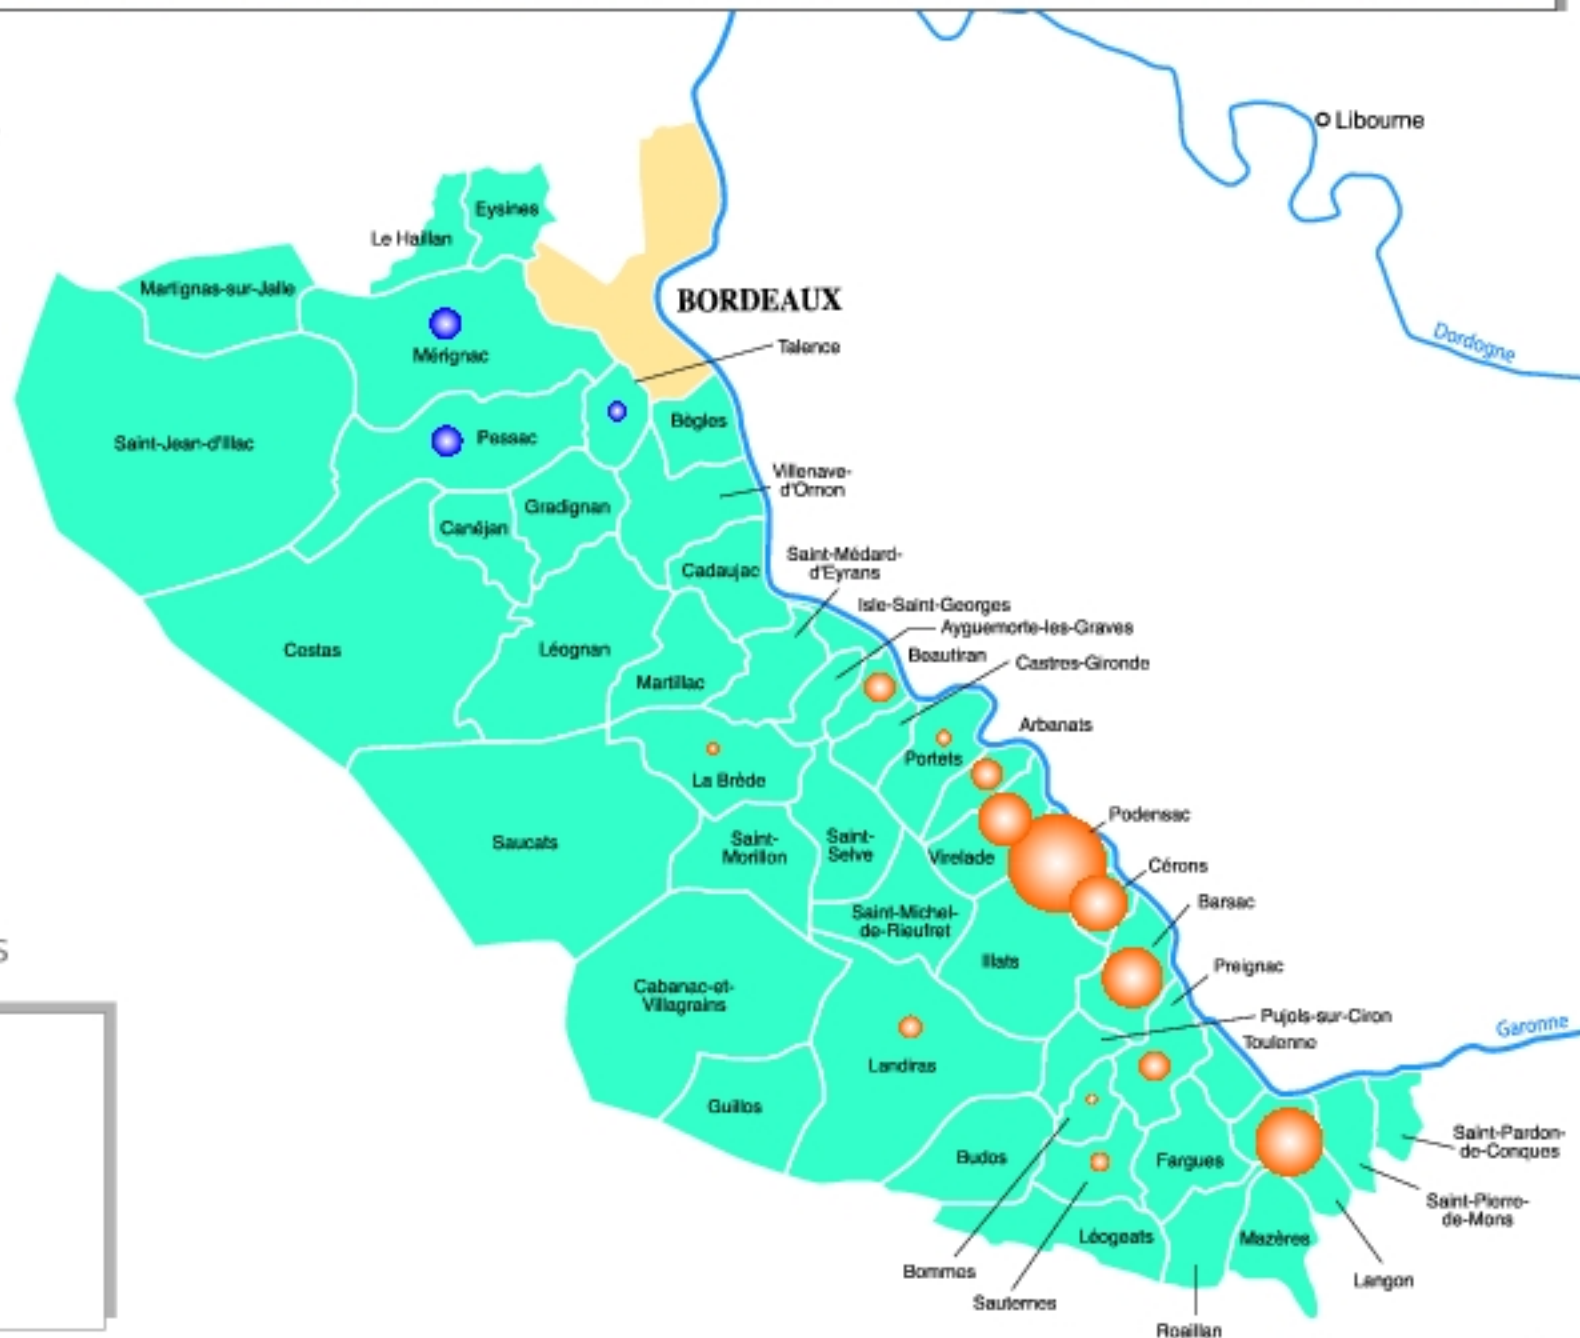 Libourne
Eysines
Le Haillan
Martignas-sur-Jalle
BORDEAUX
Dordogne
Talence
Mérignac
Bègles
Pessac
Saint-Jean-d'Illac
Villenave-
d'Ornon
Gradignan
Canéjan
Saint-Médard-
d'Eyrans
Cadaujac
Isle-Saint-Georges
Ayguemorte-les-Graves
Cestas
Léognan
Beautiran
Castres-Gironde
Martillac
Arbanats
Portets
La Brède
Podensac
Saucats
Saint-
Morillon
Saint-
Selve
Virelade
Cérons
Barsac
Saint-Michel-
de-Rieufret
S
Illats
Preignac
Cabanac-et-
Villagrains
Pujols-sur-Ciron
Garonne
Toulenne
Landiras
Guillos
Saint-Pardon-
de-Conques
Budos
Fargues
Saint-Pierre-
de-Mons
Léogeats
Mazères
Bommes
Langon
Sauternes
Roaillan